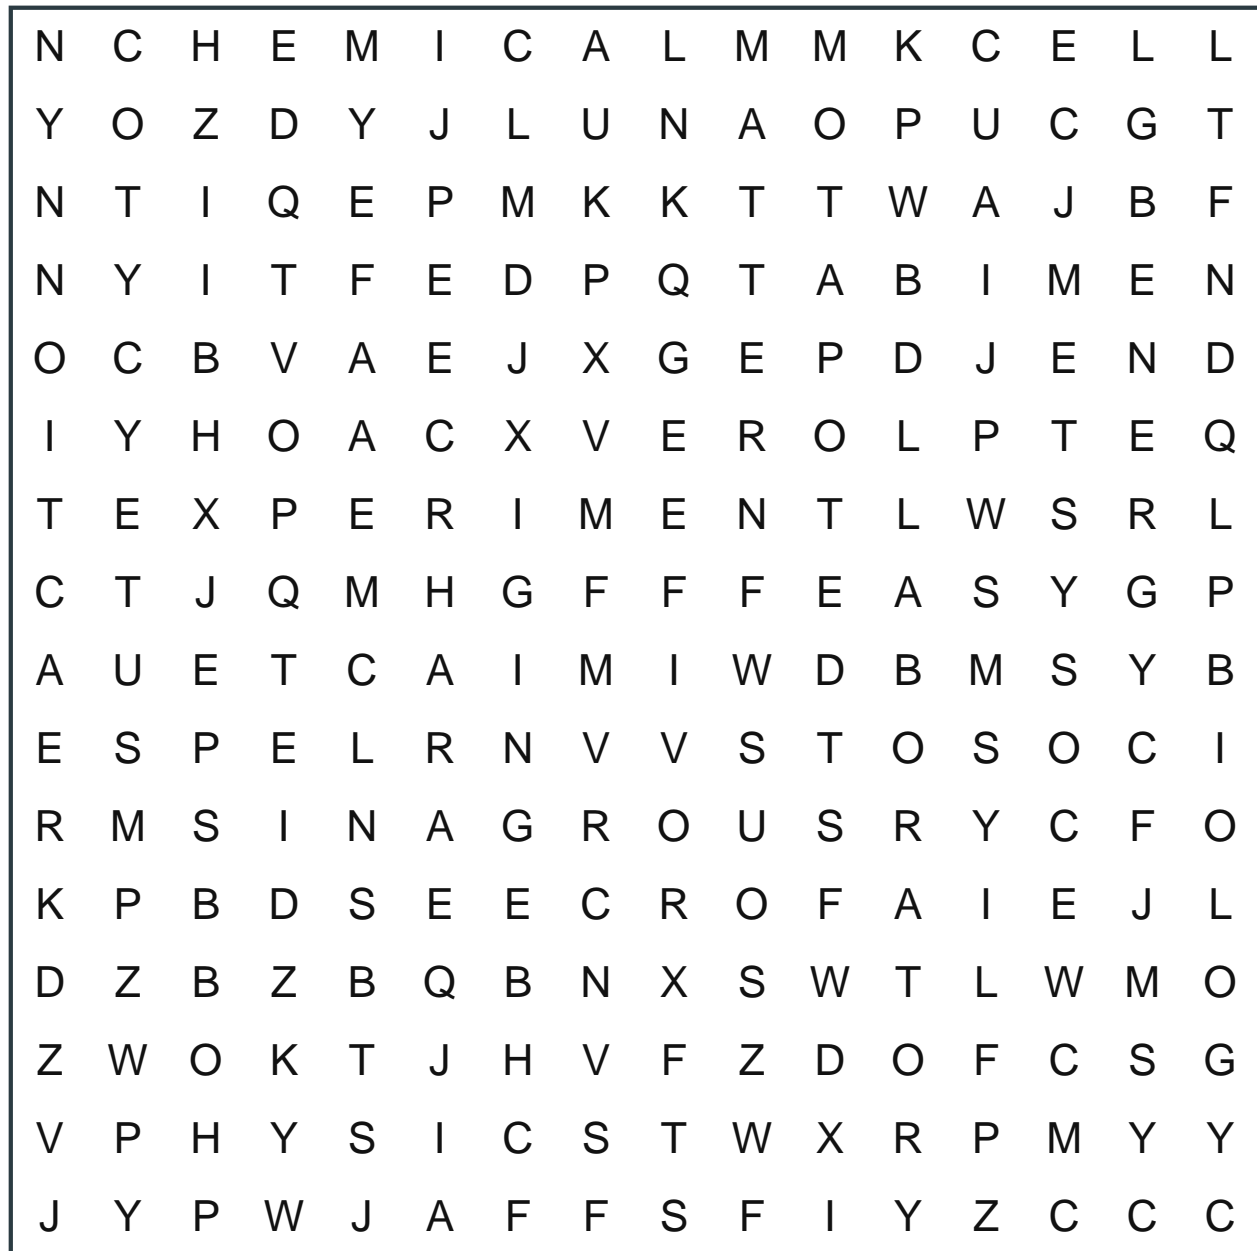 N C H E M I C A L M M K C E L L
Y O Z D Y J L U N A O P U C G T
N T I Q E P M K K T T W A J B F
N Y I T F E D P Q T A B I M E N
O C B V A E J X G E P D J E N D
I Y H O A C X V E R O L P T E Q
T E X P E R I M E N T L W S R L
C T J Q M H G F F F E A S Y G P
A U E T C A I M I W D B M S Y B
E S P E L R N V V S T O S O C I
R M S I N A G R O U S R Y C F O
K P B D S E E C R O F A I E J L
D Z B Z B Q B N X S W T L W M O
Z W O K T J H V F Z D O F C S G
V P H Y S I C S T W X R P M Y Y
J Y P W J A F F S F I Y Z C C C